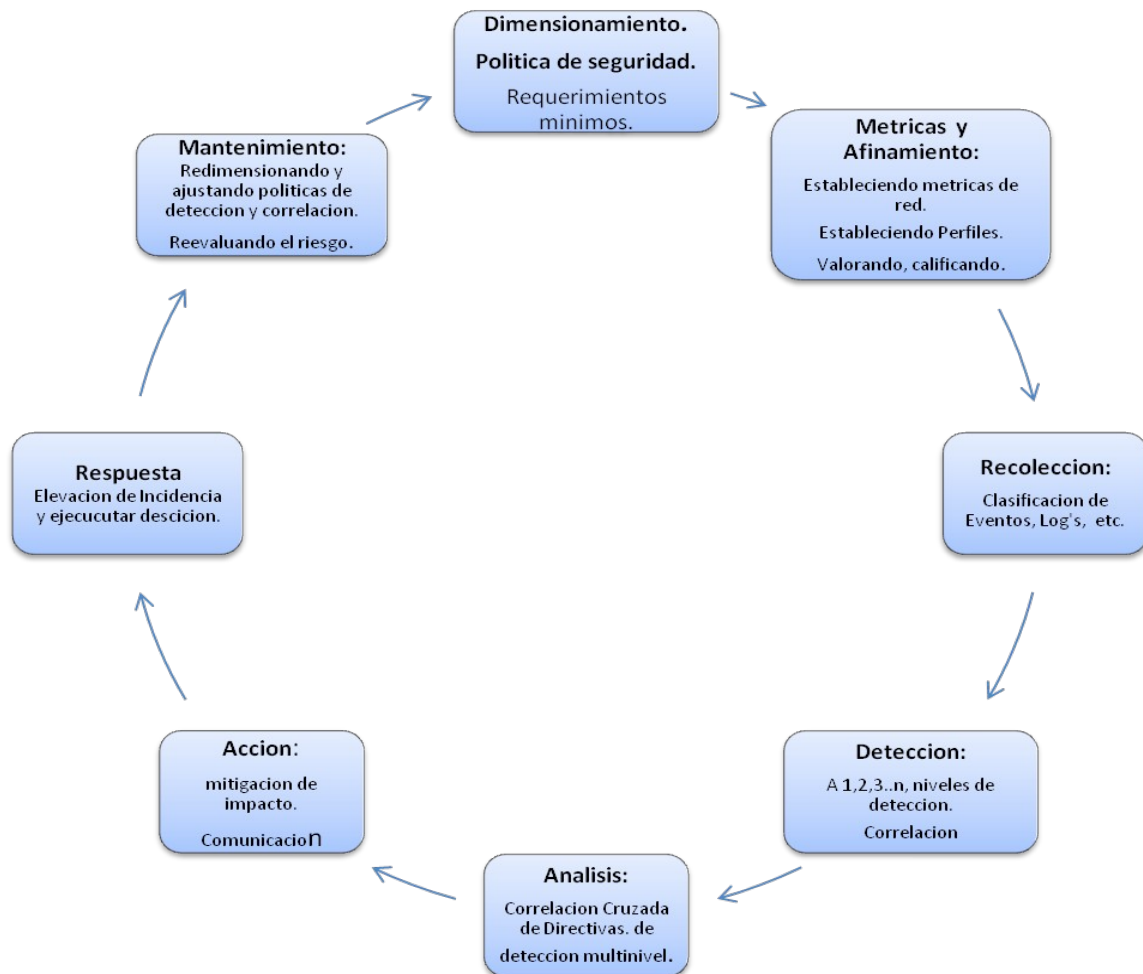 Dimensionamiento.
Politica de seguridad.
Requerimientos
minimos.
Metricas y
Afinamiento:
Estableciendo metricas de
red.
Estableciendo Perfiles.
Valorando, calificando.
Recoleccion:
Clasificacion de
Eventos, Log's, etc.
Deteccion:
A 1,2,3..n, niveles de
deteccion.
Correlacion
Analisis:
Correlacion Cruzada
de Directivas. de
deteccion multinivel.
Accion:
mitigacion de
impacto.
Comunicacion
Respuesta
Elevacion de Incidencia
y ejecucutar descicion.
Mantenimiento:
Redimensionando y
ajustando politicas de
deteccion y correlacion.
Reevaluando el riesgo.